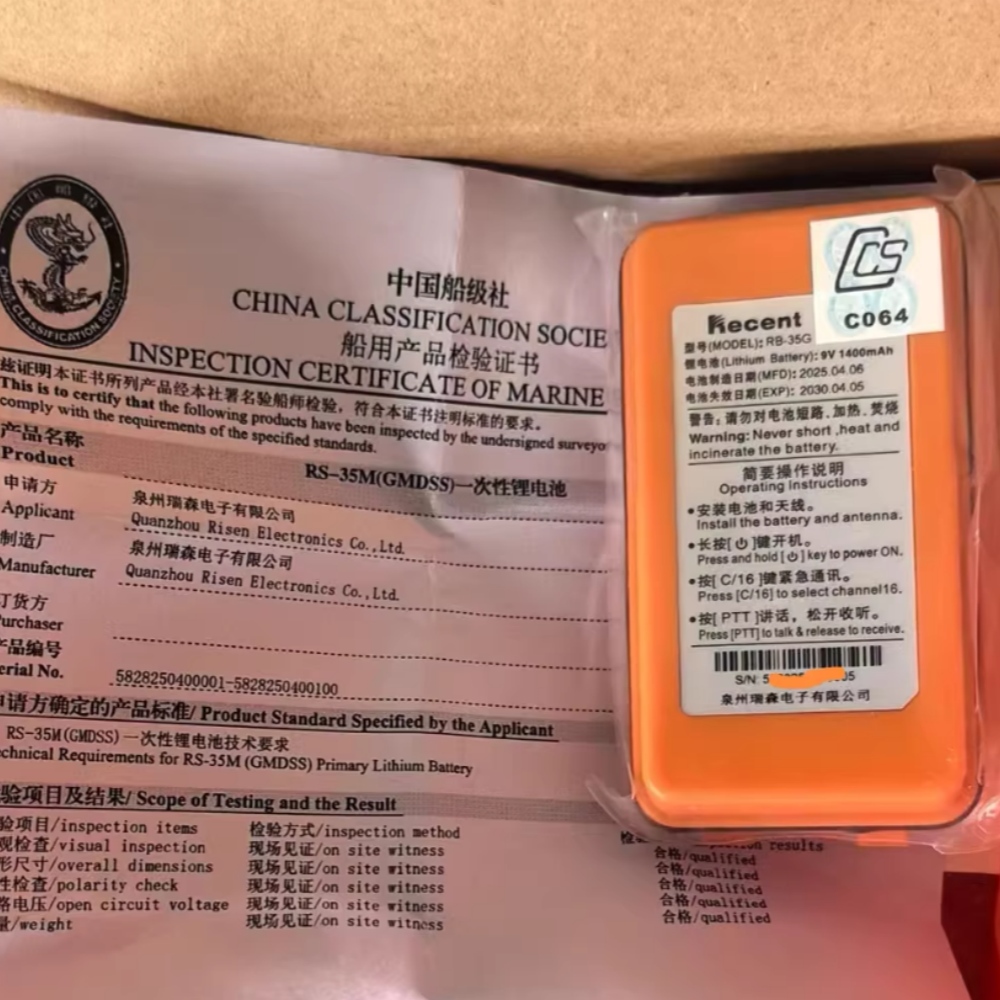 CHINA CLASSIFICATION SOCIETY
中国船级社
CHINA CLASSIFICATION SOCIE
船用产品检验证书
INSPECTION CERTIFICATE OF MARINE
兹证明本证书所列产品经本社署名验船师检验，符合本证书注明标准的要求。
This is to certify that the following products have been inspected by the undersigned surveyo
comply with the requirements of the specified standards.
产品名称
Product
RS-35M(GMDSS)一次性锂电池
申请方
Applicant
泉州瑞森电子有限公司
Quanzhou Risen Electronics Co.,Ltd.
制造厂
Manufacturer
泉州瑞森电子有限公司
Quanzhou Risen Electronics Co.,Ltd.
订货方
urchaser
产品编号
erial No.
5828250400001-5828250400100
申请方确定的产品标准/ Product Standard Specified by the Applicant
RS-35M(GMDSS)一次性锂电池技术要求
echnical Requirements for RS-35M (GMDSS) Primary Lithium Battery
验项目及结果/ Scope of Testing and the Result
验项目/inspection items 检验方式/inspection method results
观检查/visual inspection 现场见证/on site witness 合格/qualified
形尺寸/overall dimensions 现场见证/on site witness 合格/qualified
性检查/polarity check 现场见证/on site witness 合格/qualified
路电压/open circuit voltage 现场见证/on site witness 合格/qualified
量/weight 现场见证/on site witness 合格/qualified
CCS
C064
Recent
型号(MODEL): RB-35G
锂电池(Lithium Battery): 9V 1400mAh
电池制造日期(MFD): 2025.04.06
电池失效日期(EXP): 2030.04.05
警告: 请勿对电池短路、加热、焚烧
Warning: Never short ,heat and
incinerate the battery.
简要操作说明
Operating Instructions
•安装电池和天线。
Install the battery and antenna.
•长按[⏻]键开机。
Press and hold [⏻] key to power ON.
•按[ C/16 ]键紧急通讯。
Press [C/16] to select channel16.
•按[ PTT ]讲话，松开收听。
Press [PTT] to talk & release to receive.
S/N: 5
05
泉州瑞森电子有限公司